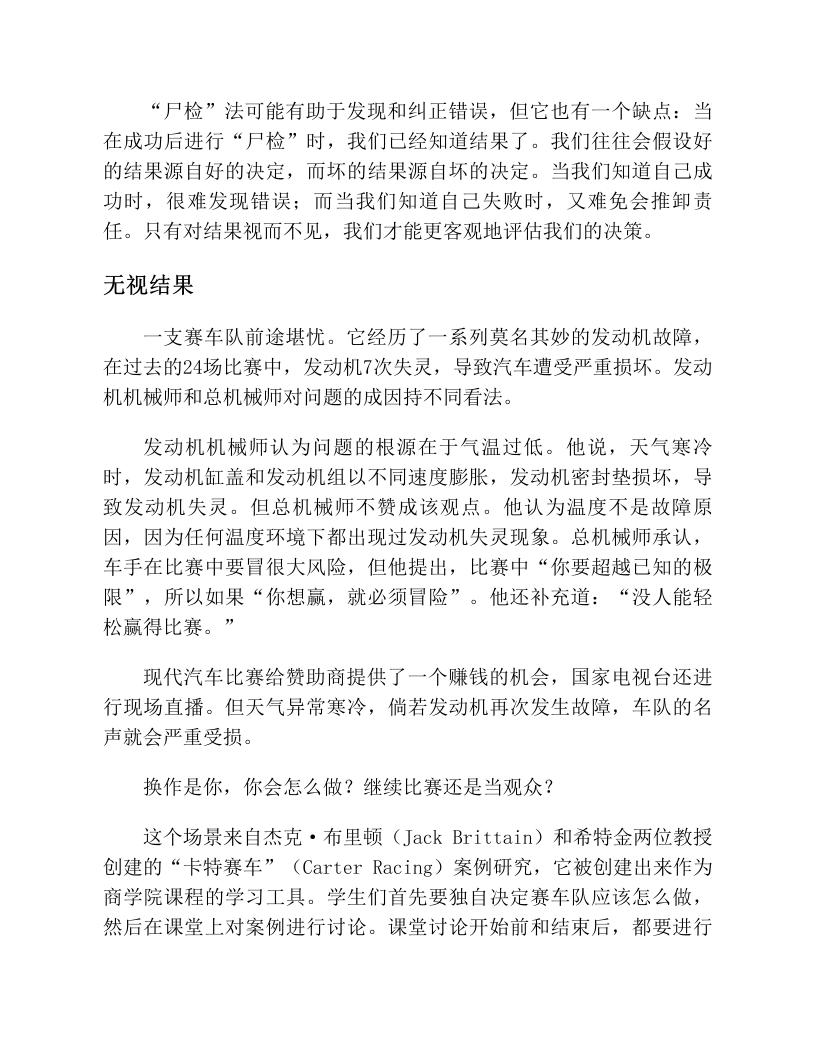 “尸检”法可能有助于发现和纠正错误，但它也有一个缺点：当
在成功后进行“尸检”时，我们已经知道结果了。我们往往会假设好
的结果源自好的决定，而坏的结果源自坏的决定。当我们知道自己成
功时，很难发现错误；而当我们知道自己失败时，又难免会推卸责
任。只有对结果视而不见，我们才能更客观地评估我们的决策。
无视结果
一支赛车队前途堪忧。它经历了一系列莫名其妙的发动机故障，
在过去的24场比赛中，发动机7次失灵，导致汽车遭受严重损坏。发动
机机械师和总机械师对问题的成因持不同看法。
发动机机械师认为问题的根源在于气温过低。他说，天气寒冷
时，发动机缸盖和发动机组以不同速度膨胀，发动机密封垫损坏，导
致发动机失灵。但总机械师不赞成该观点。他认为温度不是故障原
因，因为任何温度环境下都出现过发动机失灵现象。总机械师承认，
车手在比赛中要冒很大风险，但他提出，比赛中“你要超越已知的极
限”，所以如果“你想赢，就必须冒险”。他还补充道：“没人能轻
松赢得比赛。”
现代汽车比赛给赞助商提供了一个赚钱的机会，国家电视台还进
行现场直播。但天气异常寒冷，倘若发动机再次发生故障，车队的名
声就会严重受损。
换作是你，你会怎么做？继续比赛还是当观众？
这个场景来自杰克·布里顿（Jack Brittain）和希特金两位教授
创建的“卡特赛车”（Carter Racing）案例研究，它被创建出来作为
商学院课程的学习工具。学生们首先要独自决定赛车队应该怎么做，
然后在课堂上对案例进行讨论。课堂讨论开始前和结束后，都要进行